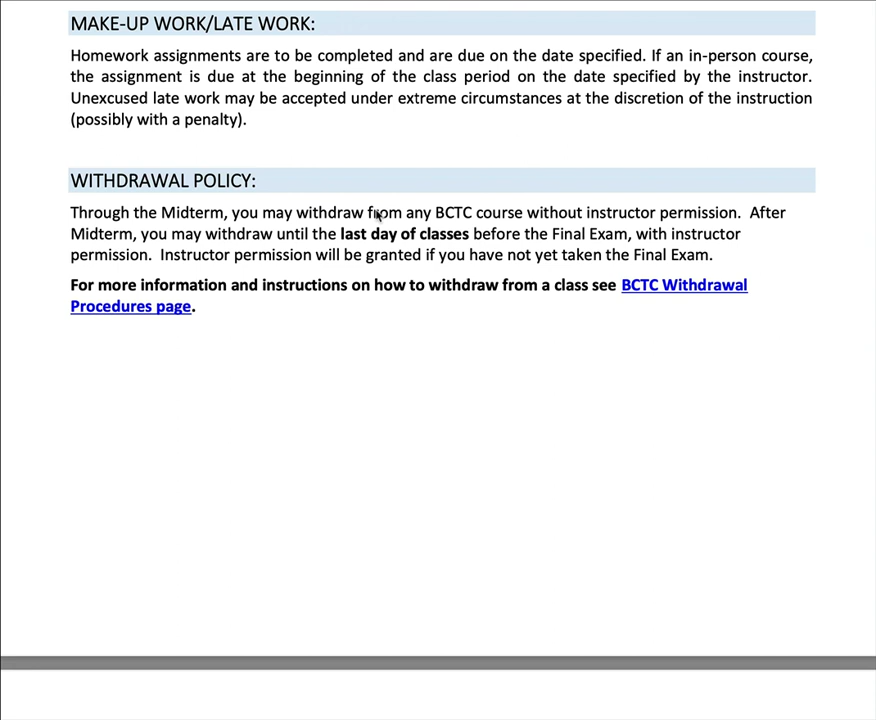 MAKE-UP WORK/LATE WORK:
Homework assignments are to be completed and are due on the date specified. If an in-person course,
the assignment is due at the beginning of the class period on the date specified by the instructor.
Unexcused late work may be accepted under extreme circumstances at the discretion of the instruction
(possibly with a penalty).
WITHDRAWAL POLICY:
Through the Midterm, you may withdraw from any BCTC course without instructor permission.  After
Midterm, you may withdraw until the last day of classes before the Final Exam, with instructor
permission.  Instructor permission will be granted if you have not yet taken the Final Exam.
For more information and instructions on how to withdraw from a class see BCTC Withdrawal
Procedures page.